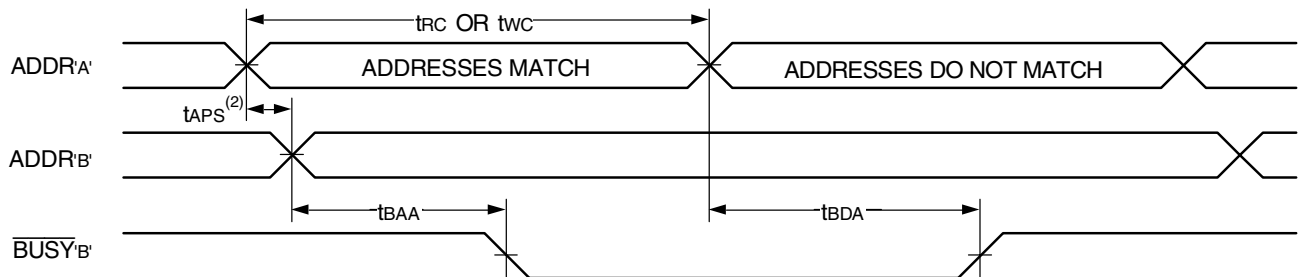 tRC OR tWC
ADDR'A'
ADDRESSES MATCH
ADDRESSES DO NOT MATCH
tAPS(2)
ADDR'B'
tBAA
tBDA
BUSY'B'